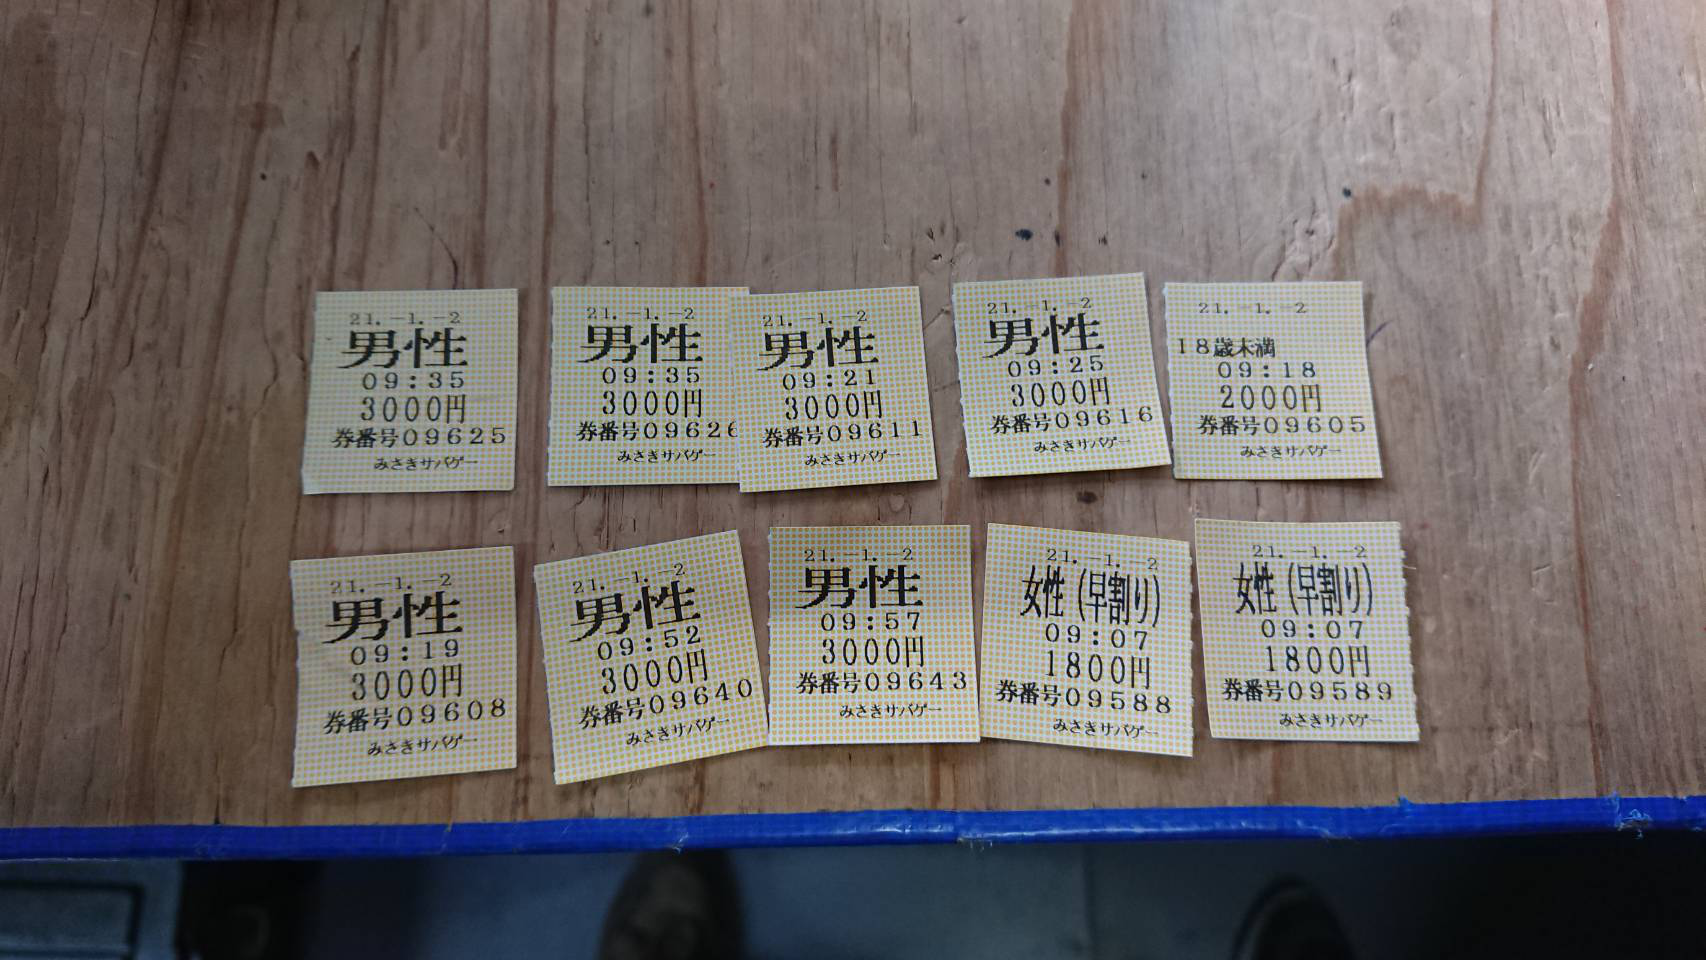 21.-1.-2
男性
09:35
3000円
券番号09625
みさきサバゲー
21.-1.-2
男性
09:35
3000円
券番号09626
みさきサバゲー
21.-1.-2
男性
09:21
3000円
券番号09611
みさきサバゲー
21.-1.-2
男性
09:25
3000円
券番号09616
みさきサバゲー
21.-1.-2
18歳未満
09:18
2000円
券番号09605
みさきサバゲー
21.-1.-2
男性
09:19
3000円
券番号09608
みさきサバゲー
21.-1.-2
男性
09:52
3000円
券番号09640
みさきサバゲー
21.-1.-2
男性
09:57
3000円
券番号09643
みさきサバゲー
21.-1.-2
女性(早割り)
09:07
1800円
券番号09588
みさきサバゲー
21.-1.-2
女性(早割り)
09:07
1800円
券番号09589
みさきサバゲー